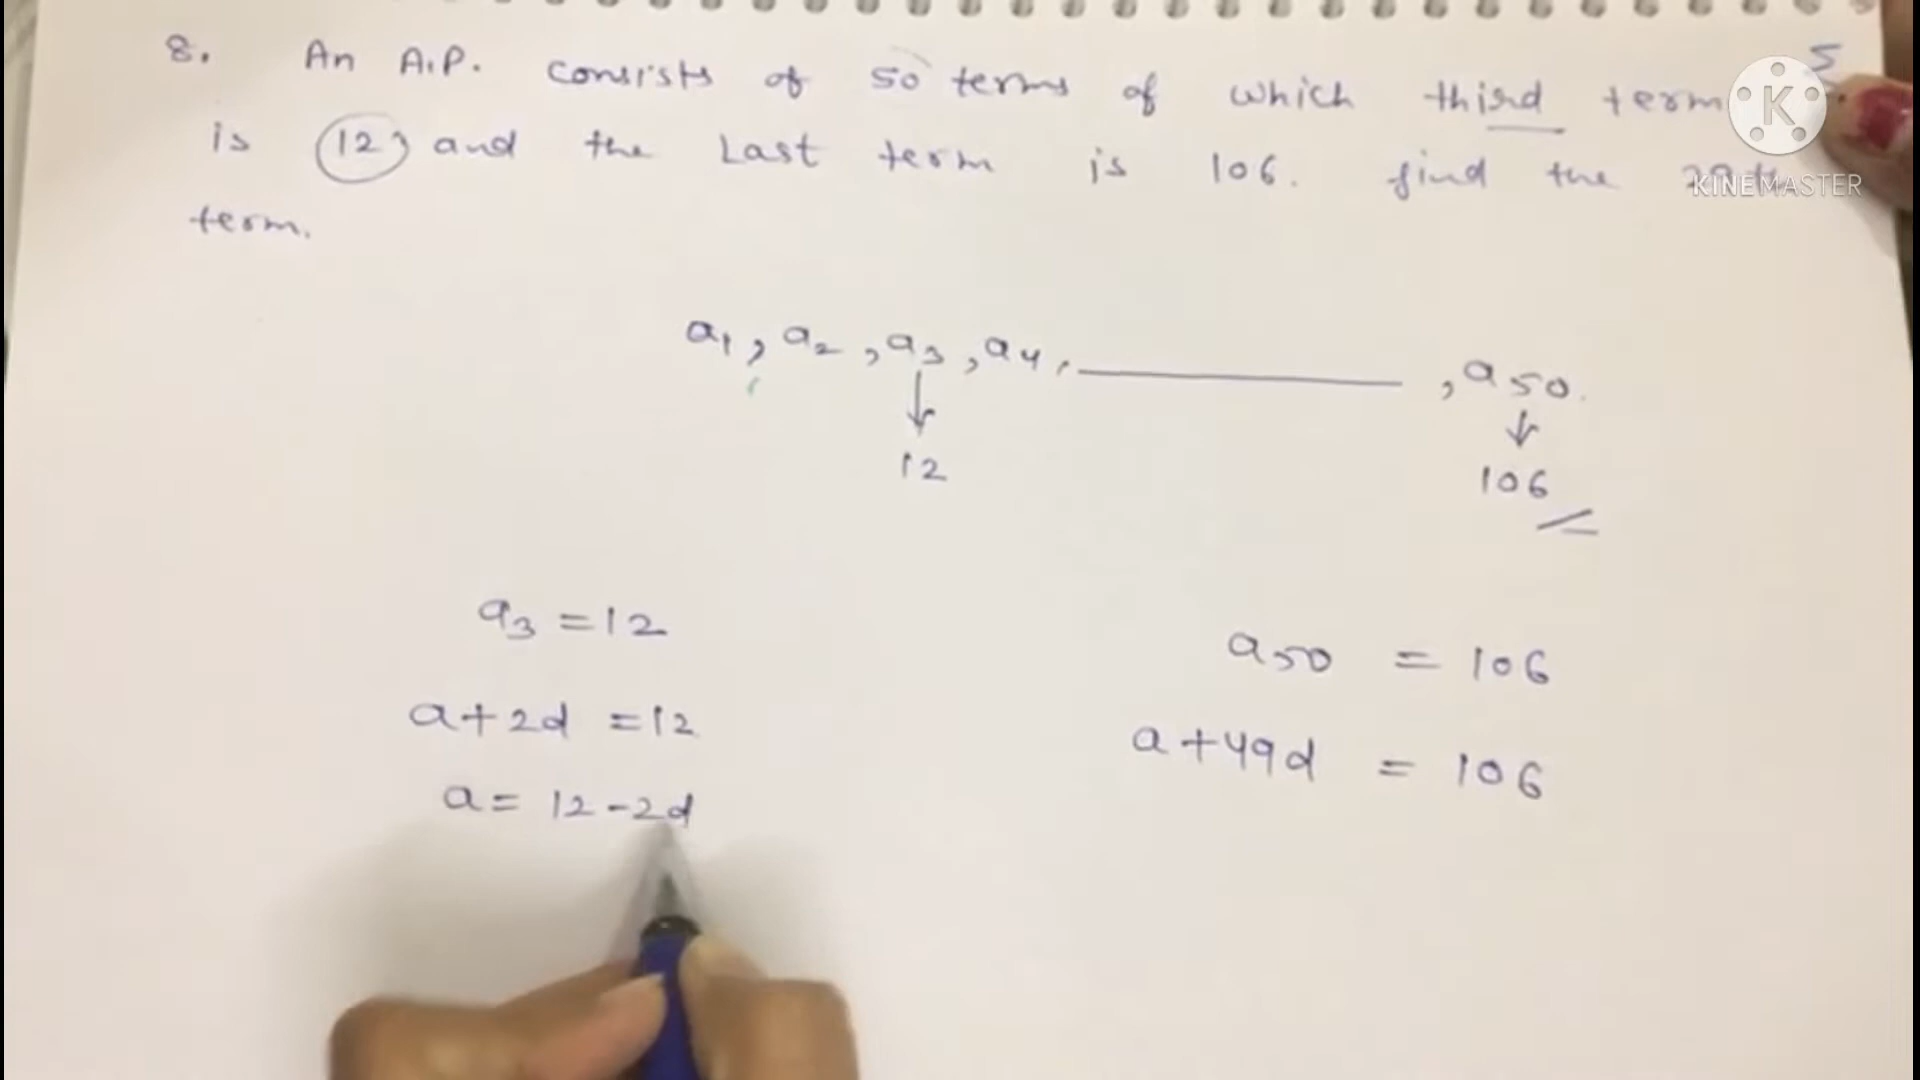 8. An A.P. consists of 50 terms of which third term
is 12 and the Last term is 106. find the
term.
a1, a2, a3, a4, , a50.
12
106
a3 = 12
a50 = 106
a+2d = 12
a+49d = 106
a = 12-2d
K
KINEMASTER